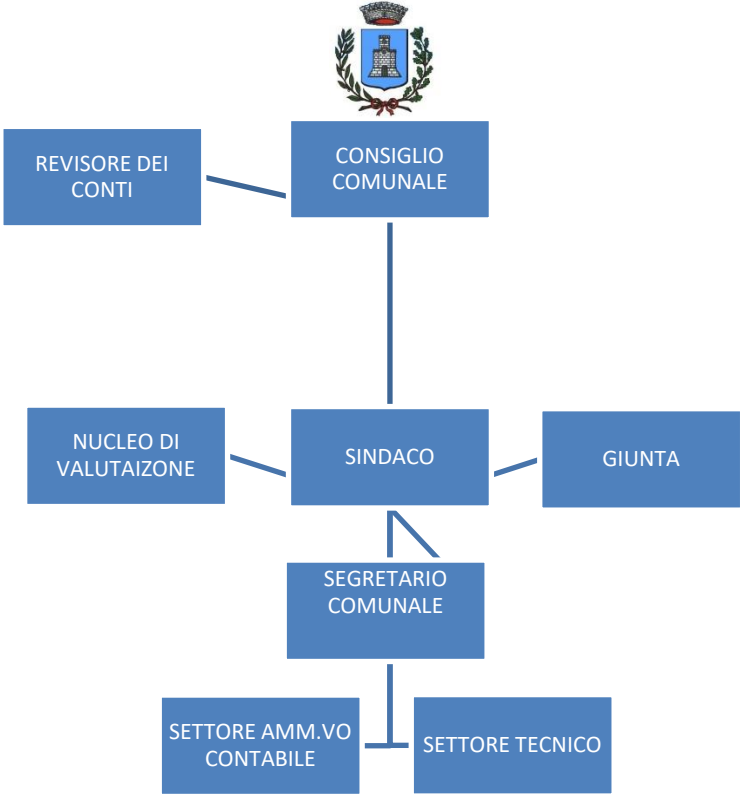 CONSIGLIO
COMUNALE
REVISORE DEI
CONTI
NUCLEO DI
VALUTAIZONE
SINDACO
GIUNTA
SEGRETARIO
COMUNALE
SETTORE AMM.VO
CONTABILE
SETTORE TECNICO